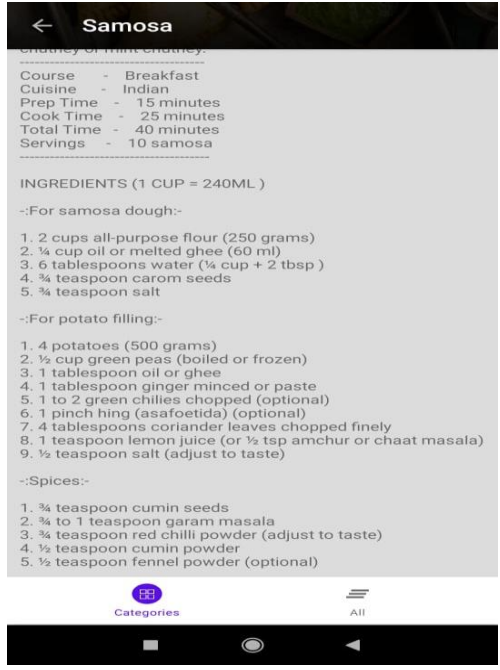 Samosa
chutney or mint chutney.
------------------------------------
Course - Breakfast
Cuisine - Indian
Prep Time - 15 minutes
Cook Time - 25 minutes
Total Time - 40 minutes
Servings - 10 samosa
-------------------------------------
INGREDIENTS (1 CUP = 240ML )
-:For samosa dough:-
1. 2 cups all-purpose flour (250 grams)
2. ¼ cup oil or melted ghee (60 ml)
3. 6 tablespoons water (¼ cup + 2 tbsp )
4. ¾ teaspoon carom seeds
5. ¾ teaspoon salt
-:For potato filling:-
1. 4 potatoes (500 grams)
2. ½ cup green peas (boiled or frozen)
3. 1 tablespoon oil or ghee
4. 1 tablespoon ginger minced or paste
5. 1 to 2 green chilies chopped (optional)
6. 1 pinch hing (asafoetida) (optional)
7. 4 tablespoons coriander leaves chopped finely
8. 1 teaspoon lemon juice (or ½ tsp amchur or chaat masala)
9. ½ teaspoon salt (adjust to taste)
-:Spices:-
1. ¾ teaspoon cumin seeds
2. ¾ to 1 teaspoon garam masala
3. ¾ teaspoon red chilli powder (adjust to taste)
4. ½ teaspoon cumin powder
5. ½ teaspoon fennel powder (optional)
Categories
All